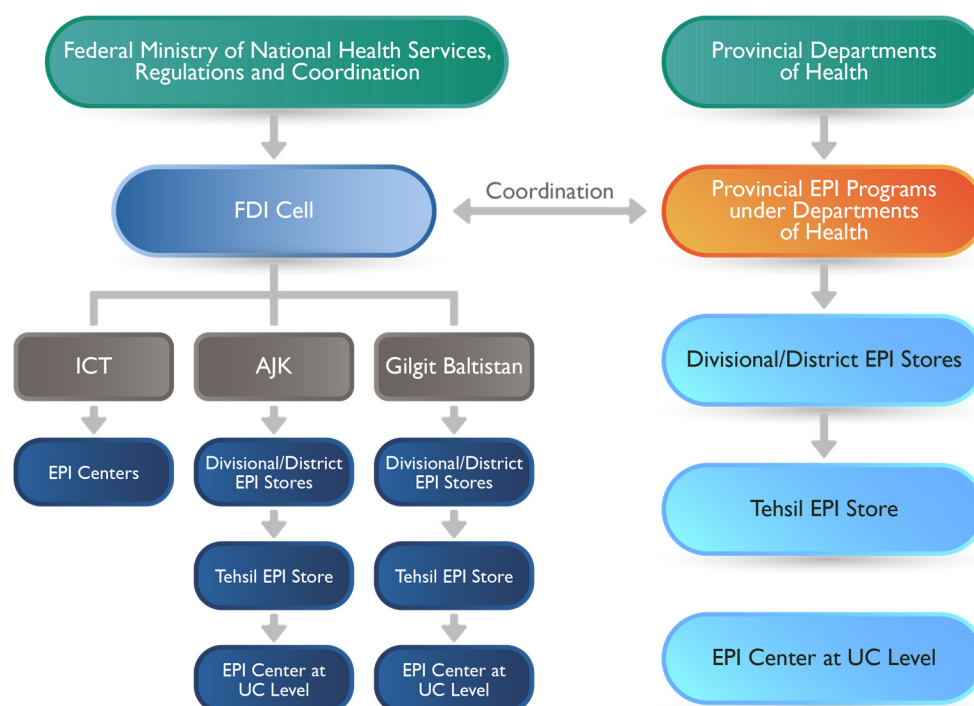 Federal Ministry of National Health Services,
Regulations and Coordination
Provincial Departments
of Health
FDI Cell
Coordination
Provincial EPI Programs
under Departments
of Health
ICT
AJK
Gilgit Baltistan
Divisional/District EPI Stores
EPI Centers
Divisional/District
EPI Stores
Divisional/District
EPI Stores
Tehsil EPI Store
Tehsil EPI Store
Tehsil EPI Store
EPI Center at
UC Level
EPI Center at
UC Level
EPI Center at UC Level